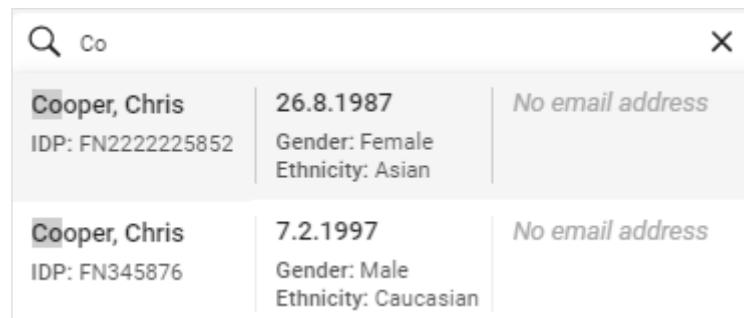 Co
Cooper, Chris
IDP: FN2222225852
26.8.1987
Gender: Female
Ethnicity: Asian
No email address
Cooper, Chris
IDP: FN345876
7.2.1997
Gender: Male
Ethnicity: Caucasian
No email address